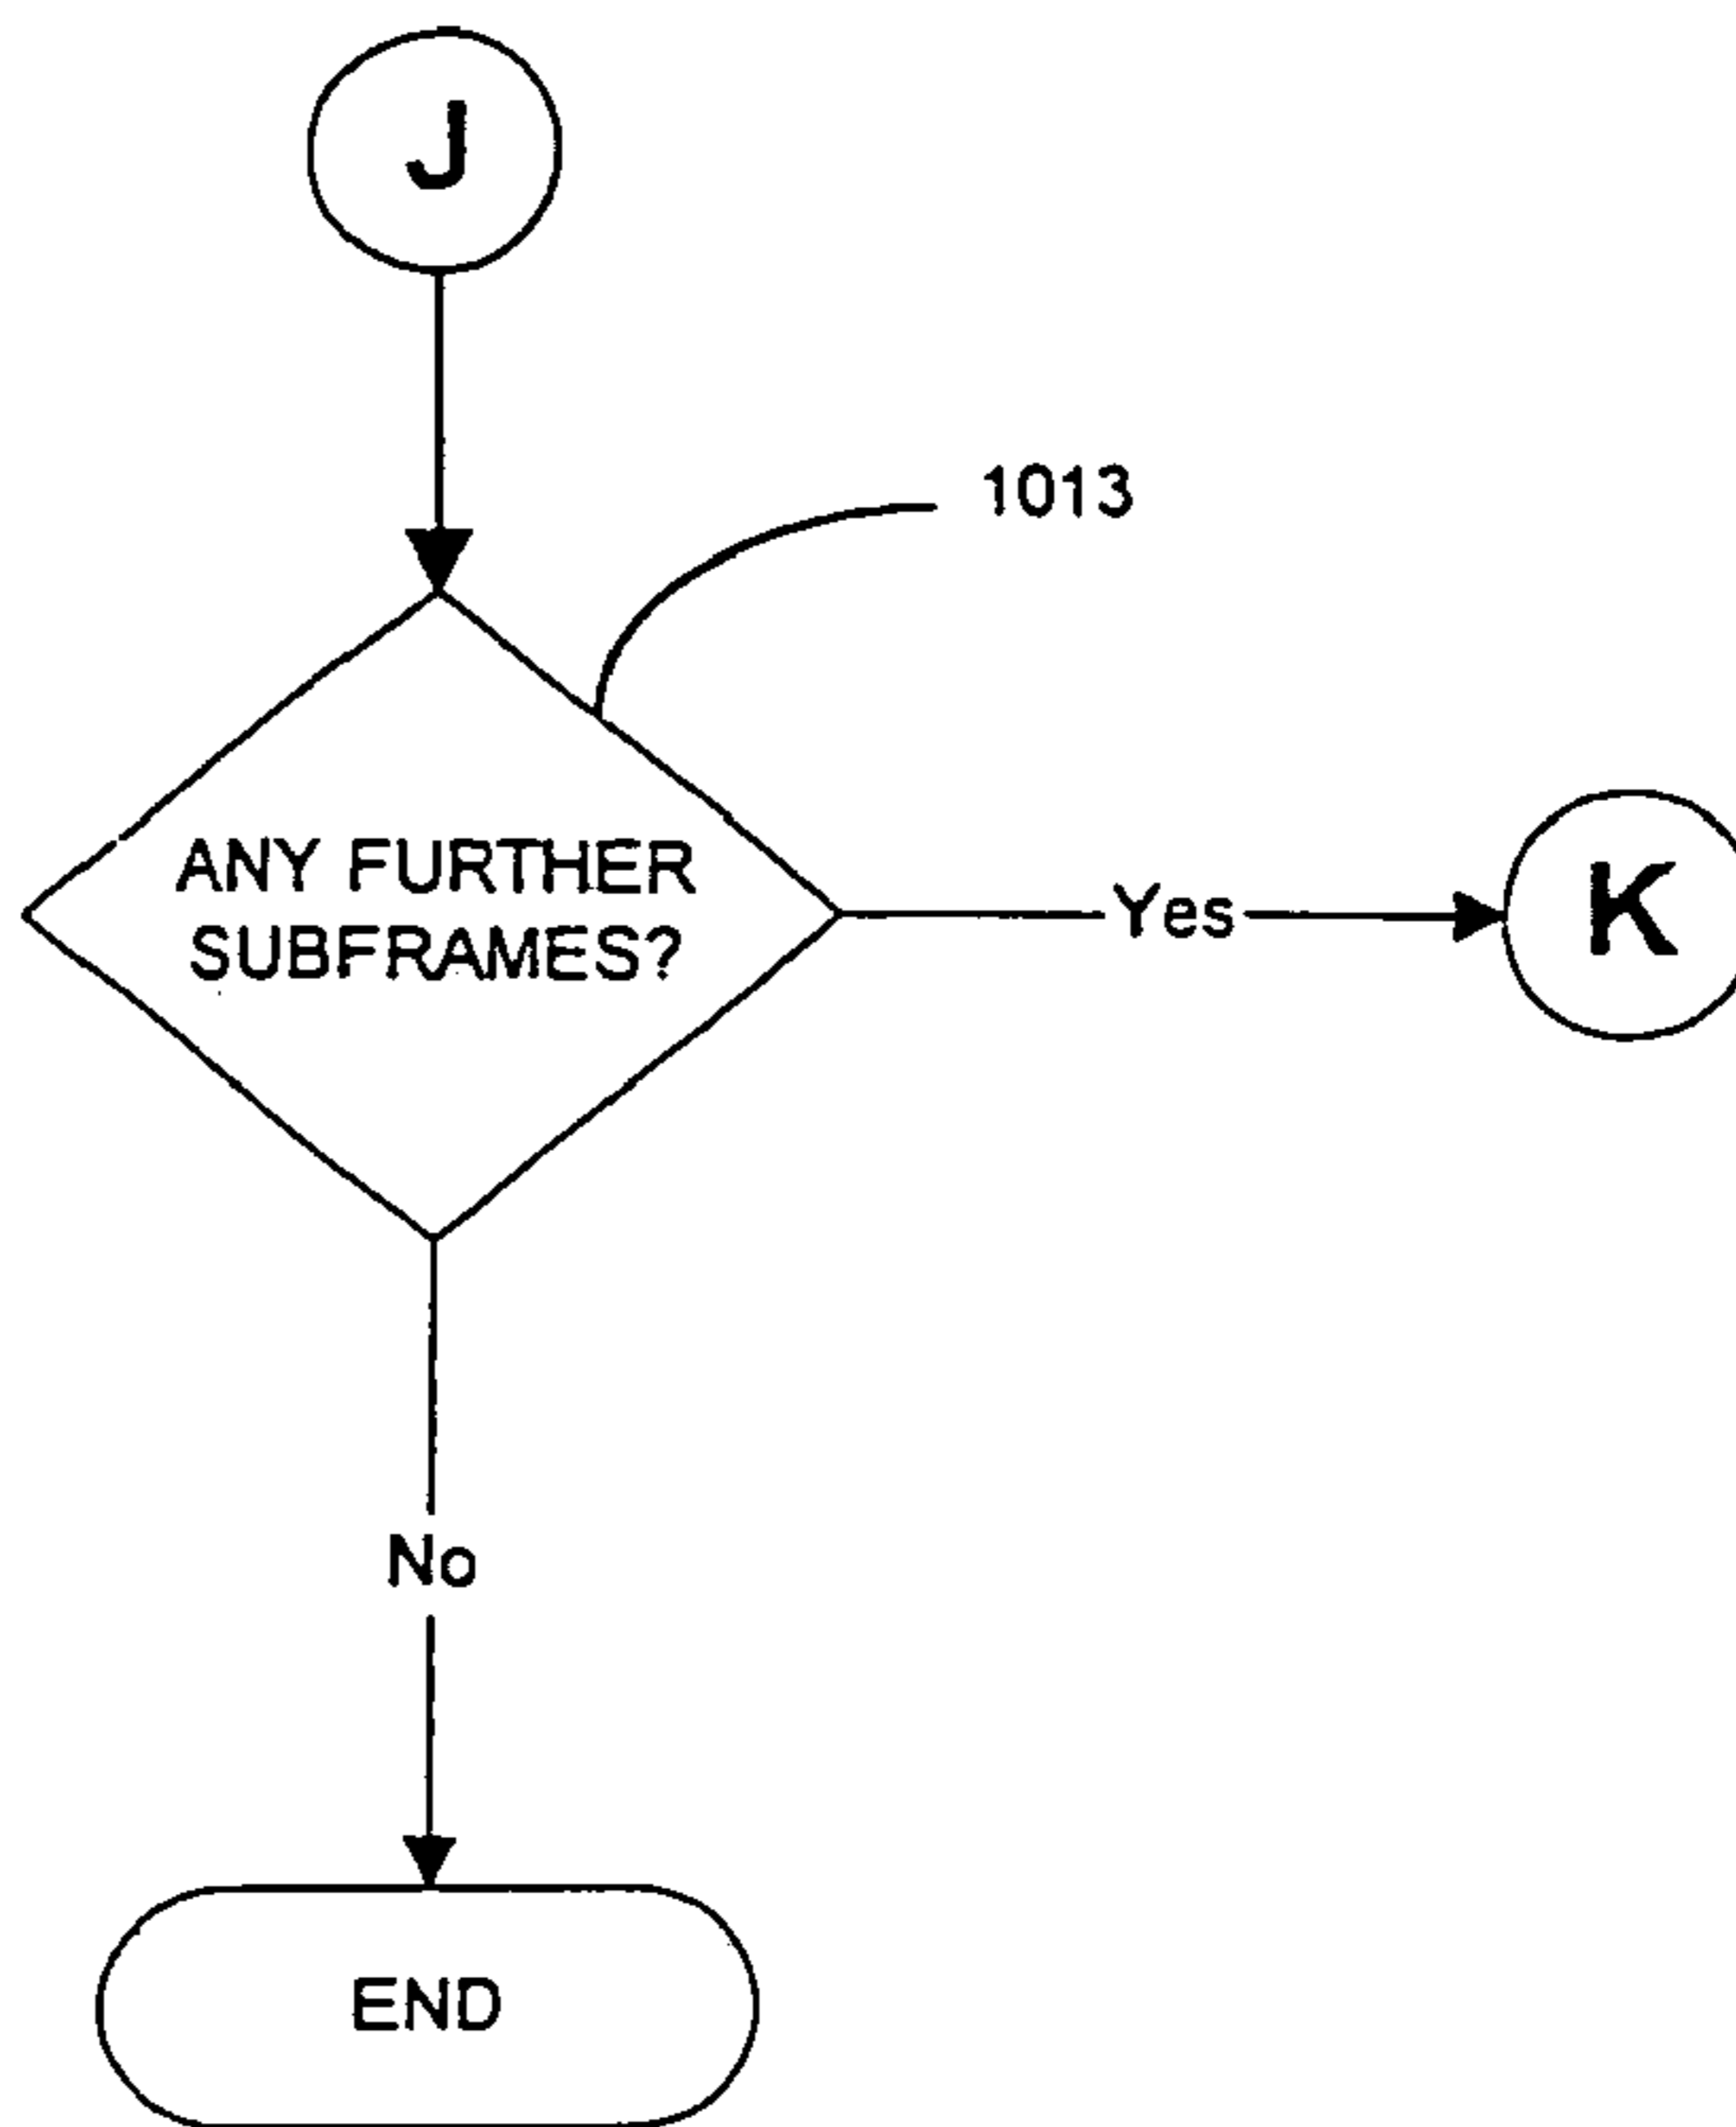 J
1013
ANY FURTHER
SUBFRAMES?
Yes
K
No
END